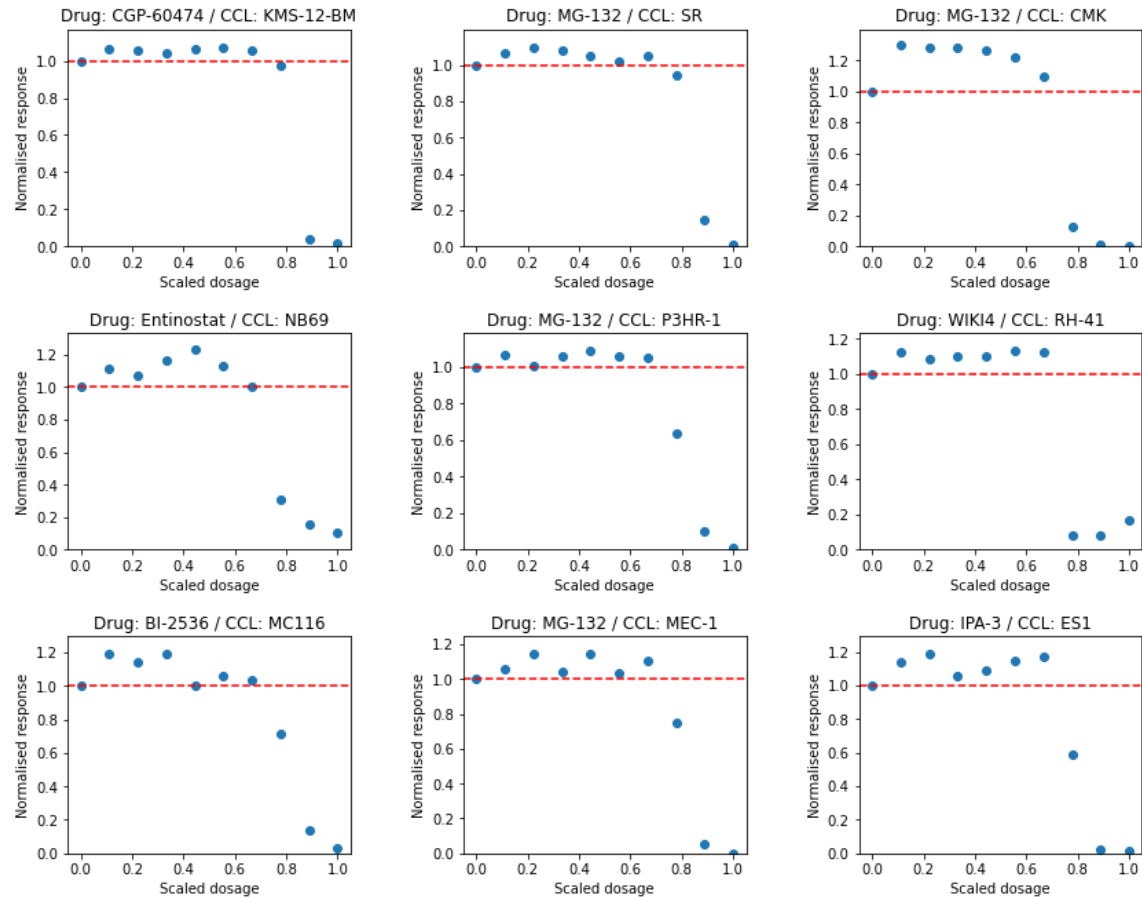 Drug: CGP-60474 / CCL: KMS-12-BM
1.0
0.8
0.6
0.4
0.2
0.0
Normalised response
0.0 0.2 0.4 0.6 0.8 1.0
Scaled dosage
Drug: MG-132 / CCL: SR
1.0
0.8
0.6
0.4
0.2
0.0
Normalised response
0.0 0.2 0.4 0.6 0.8 1.0
Scaled dosage
Drug: MG-132 / CCL: CMK
1.2
1.0
0.8
0.6
0.4
0.2
0.0
Normalised response
0.0 0.2 0.4 0.6 0.8 1.0
Scaled dosage
Drug: Entinostat / CCL: NB69
1.2
1.0
0.8
0.6
0.4
0.2
0.0
Normalised response
0.0 0.2 0.4 0.6 0.8 1.0
Scaled dosage
Drug: MG-132 / CCL: P3HR-1
1.0
0.8
0.6
0.4
0.2
0.0
Normalised response
0.0 0.2 0.4 0.6 0.8 1.0
Scaled dosage
Drug: WIKI4 / CCL: RH-41
1.0
0.8
0.6
0.4
0.2
0.0
Normalised response
0.0 0.2 0.4 0.6 0.8 1.0
Scaled dosage
Drug: BI-2536 / CCL: MC116
1.2
1.0
0.8
0.6
0.4
0.2
0.0
Normalised response
0.0 0.2 0.4 0.6 0.8 1.0
Scaled dosage
Drug: MG-132 / CCL: MEC-1
1.2
1.0
0.8
0.6
0.4
0.2
0.0
Normalised response
0.0 0.2 0.4 0.6 0.8 1.0
Scaled dosage
Drug: IPA-3 / CCL: ES1
1.2
1.0
0.8
0.6
0.4
0.2
0.0
Normalised response
0.0 0.2 0.4 0.6 0.8 1.0
Scaled dosage